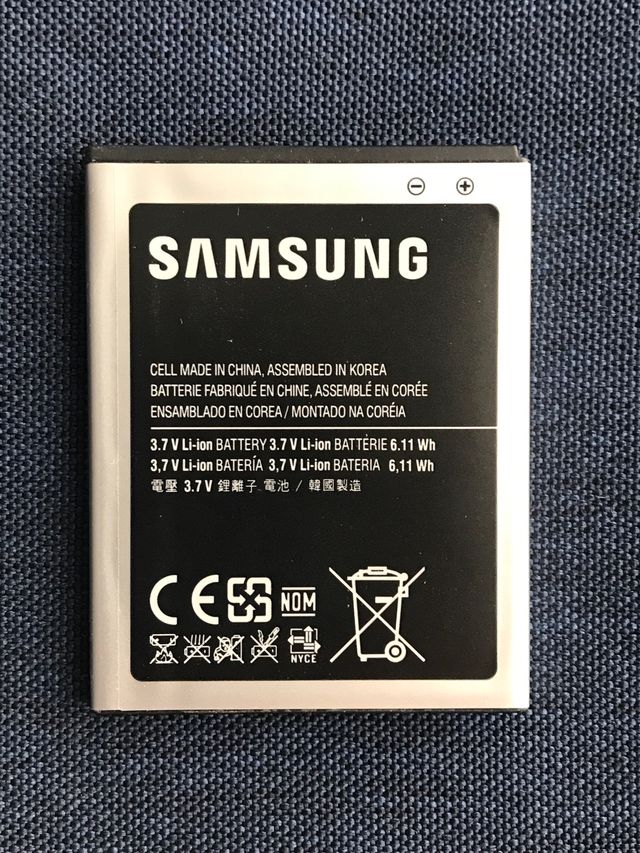 SAMSUNG
CELL MADE IN CHINA, ASSEMBLED IN KOREA
BATTERIE FABRIQUÉ EN CHINE, ASSEMBLÉ EN CORÉE
ENSAMBLADO EN COREA / MONTADO NA CORÉIA
3.7 V Li-ion BATTERY 3.7 V Li-ion BATTÈRIE 6.11 Wh
3,7 V Li-ion BATERÍA 3,7 V Li-ion BATERIA 6,11 Wh
電壓 3.7 V 鋰離子 電池 / 韓國製造
CE NOM
NYCE